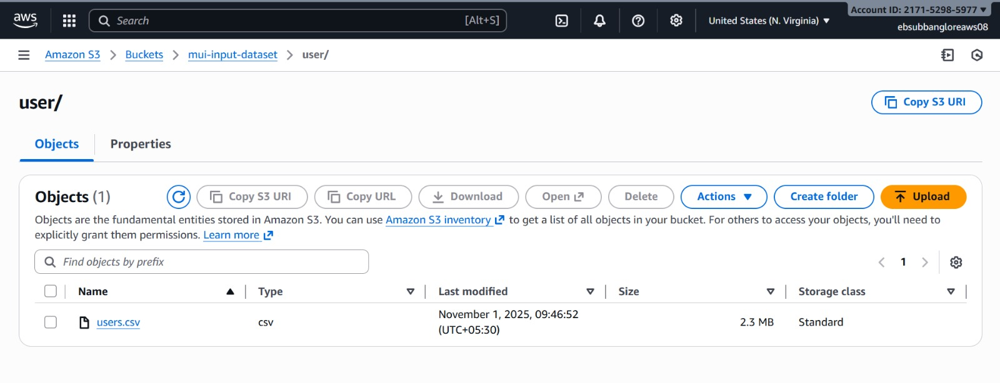 aws
Search [Alt+S]
United States (N. Virginia)
Account ID: 2171-5298-5977
ebsubbangloreaws08
Amazon S3 > Buckets > mui-input-dataset > user/
user/
Copy S3 URI
Objects Properties
Objects (1)
Copy S3 URI Copy URL Download Open Delete Actions Create folder Upload
Objects are the fundamental entities stored in Amazon S3. You can use Amazon S3 inventory to get a list of all objects in your bucket. For others to access your objects, you'll need to
explicitly grant them permissions. Learn more
Find objects by prefix
1
Name Type Last modified Size Storage class
users.csv csv November 1, 2025, 09:46:52 2.3 MB Standard
(UTC+05:30)